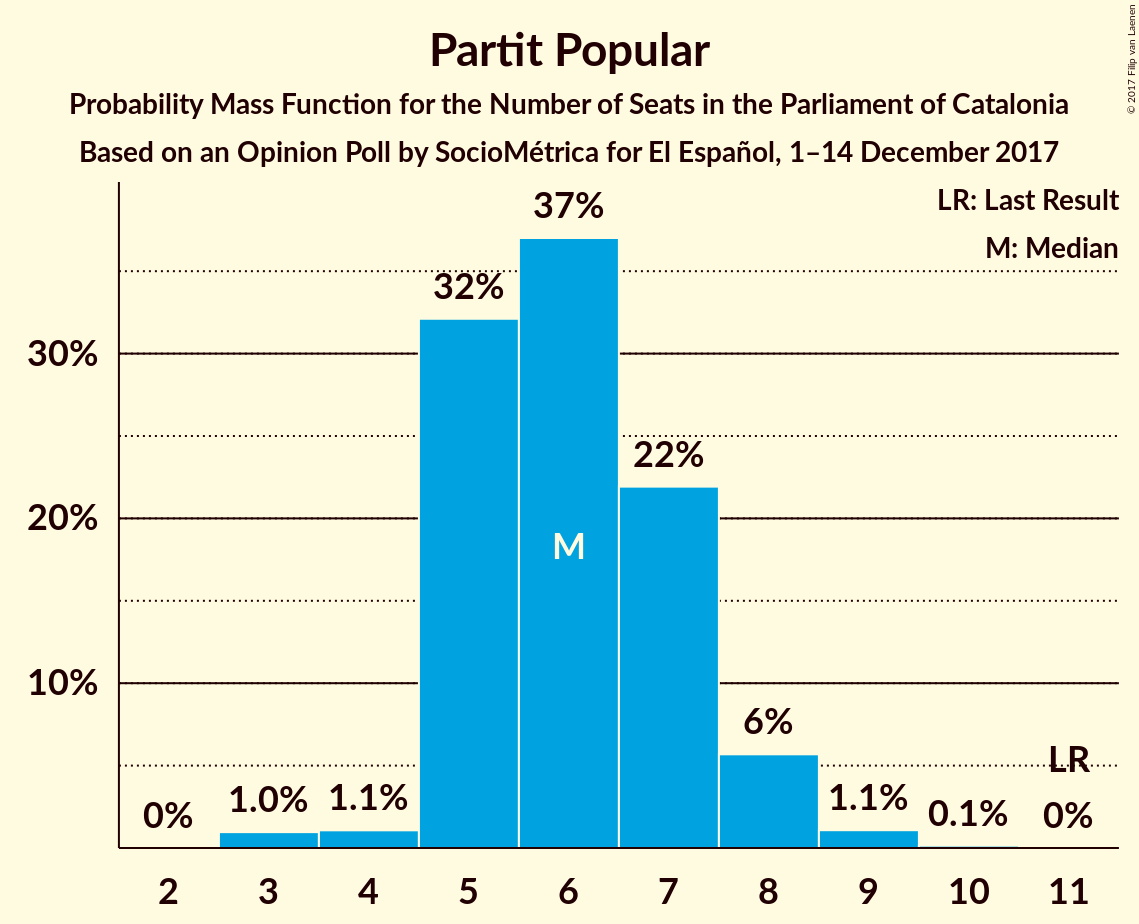 Partit Popular
Probability Mass Function for the Number of Seats in the Parliament of Catalonia
Based on an Opinion Poll by SocioMétrica for El Español, 1–14 December 2017
© 2017 Filip van Laenen
LR: Last Result
M: Median
37%
32%
30%
22%
20%
M
10%
6%
LR
0%
1.0%
1.1%
1.1%
0.1%
0%
2 3 4 5 6 7 8 9 10 11